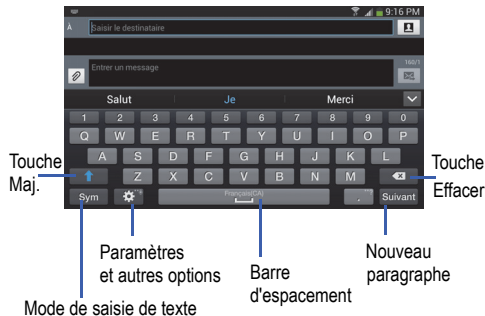 9:16 PM
À Saisir le destinataire
160/1
Entrer un message
Salut Je Merci
1 2 3 4 5 6 7 8 9 0
Q W E R T Y U I O P
A S D F G H J K L
Z X C V B N M
Sym Français(CA) Suivant
Touche
Maj.
Touche
Effacer
Paramètres
et autres options
Barre
d'espacement
Nouveau
paragraphe
Mode de saisie de texte